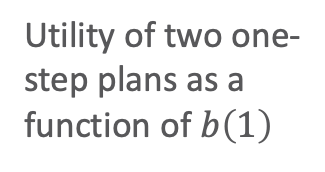 Utility of two one-
step plans as a
function of b(1)